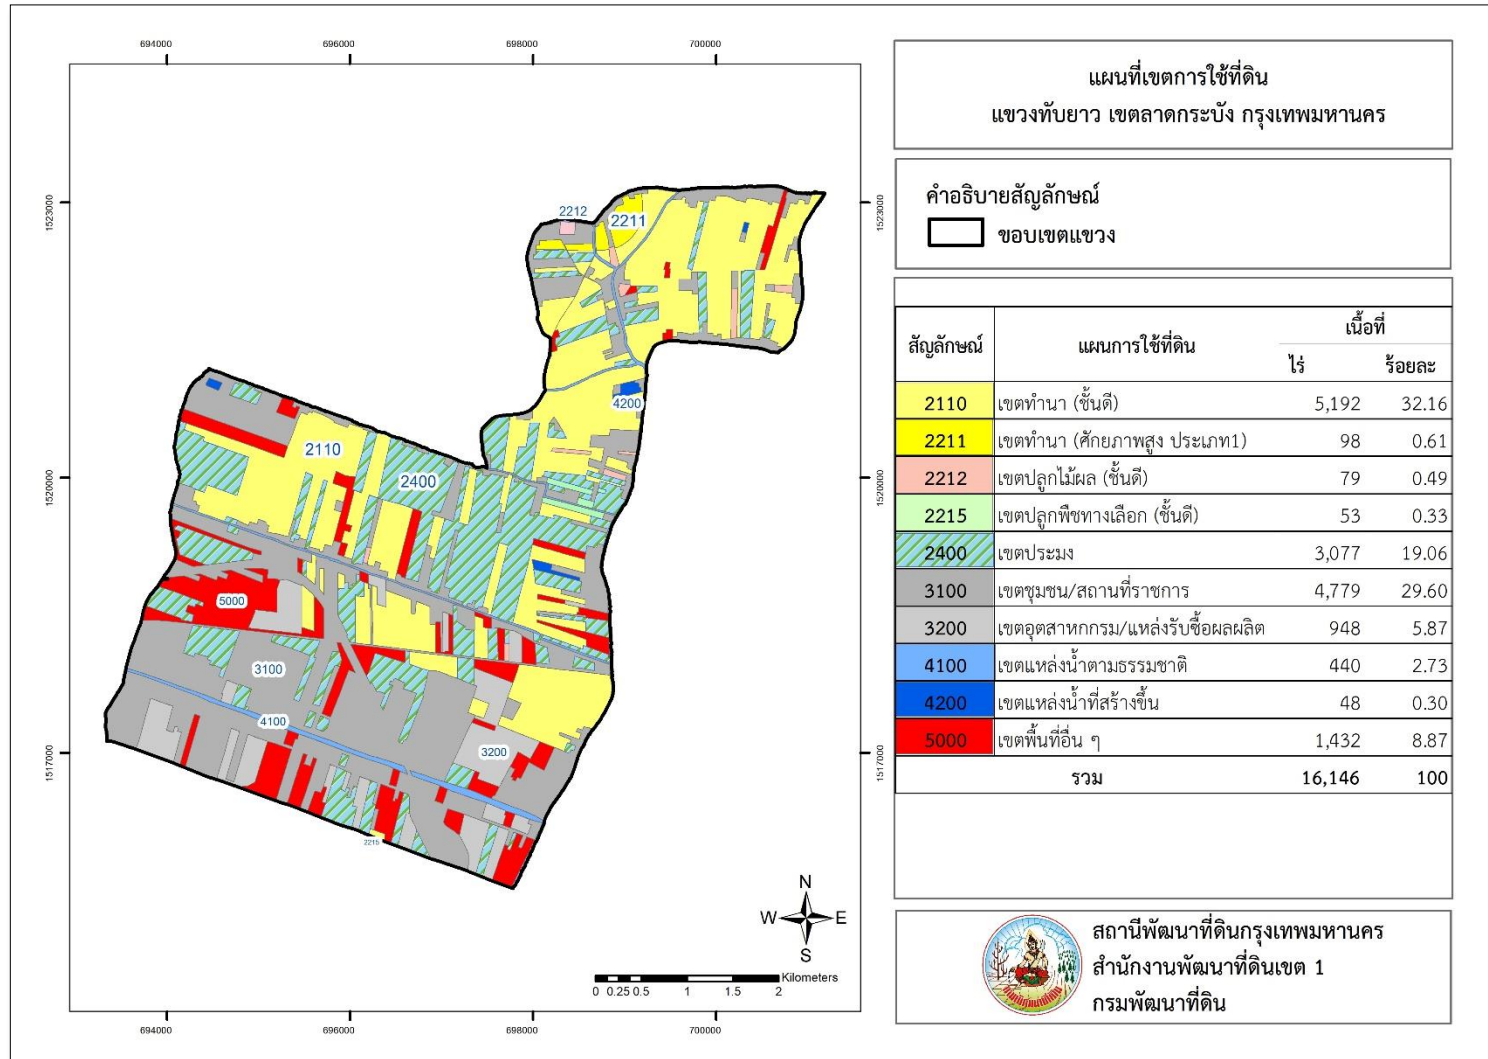 694000 696000 698000 700000
แผนที่เขตการใช้ที่ดิน
แขวงทับยาว เขตลาดกระบัง กรุงเทพมหานคร
คำอธิบายสัญลักษณ์
ขอบเขตแขวง
1523000 1523000
2212
2211
4200
2110
2400
1520000 1520000
5000
3100
4100
3200
1517000 1517000
2215
สัญลักษณ์ แผนการใช้ที่ดิน เนื้อที่
ไร่ ร้อยละ
2110 เขตทำนา (ชั้นดี) 5,192 32.16
2211 เขตทำนา (ศักยภาพสูง ประเภท1) 98 0.61
2212 เขตปลูกไม้ผล (ชั้นดี) 79 0.49
2215 เขตปลูกพืชทางเลือก (ชั้นดี) 53 0.33
2400 เขตประมง 3,077 19.06
3100 เขตชุมชน/สถานที่ราชการ 4,779 29.60
3200 เขตอุตสาหกกรม/แหล่งรับซื้อผลผลิต 948 5.87
4100 เขตแหล่งน้ำตามธรรมชาติ 440 2.73
4200 เขตแหล่งน้ำที่สร้างขึ้น 48 0.30
5000 เขตพื้นที่อื่น ๆ 1,432 8.87
รวม 16,146 100
N
W E
S
Kilometers
0 0.25 0.5 1 1.5 2
สถานีพัฒนาที่ดินกรุงเทพมหานคร
สำนักงานพัฒนาที่ดินเขต 1
กรมพัฒนาที่ดิน
กรมพัฒนาที่ดิน
694000 696000 698000 700000